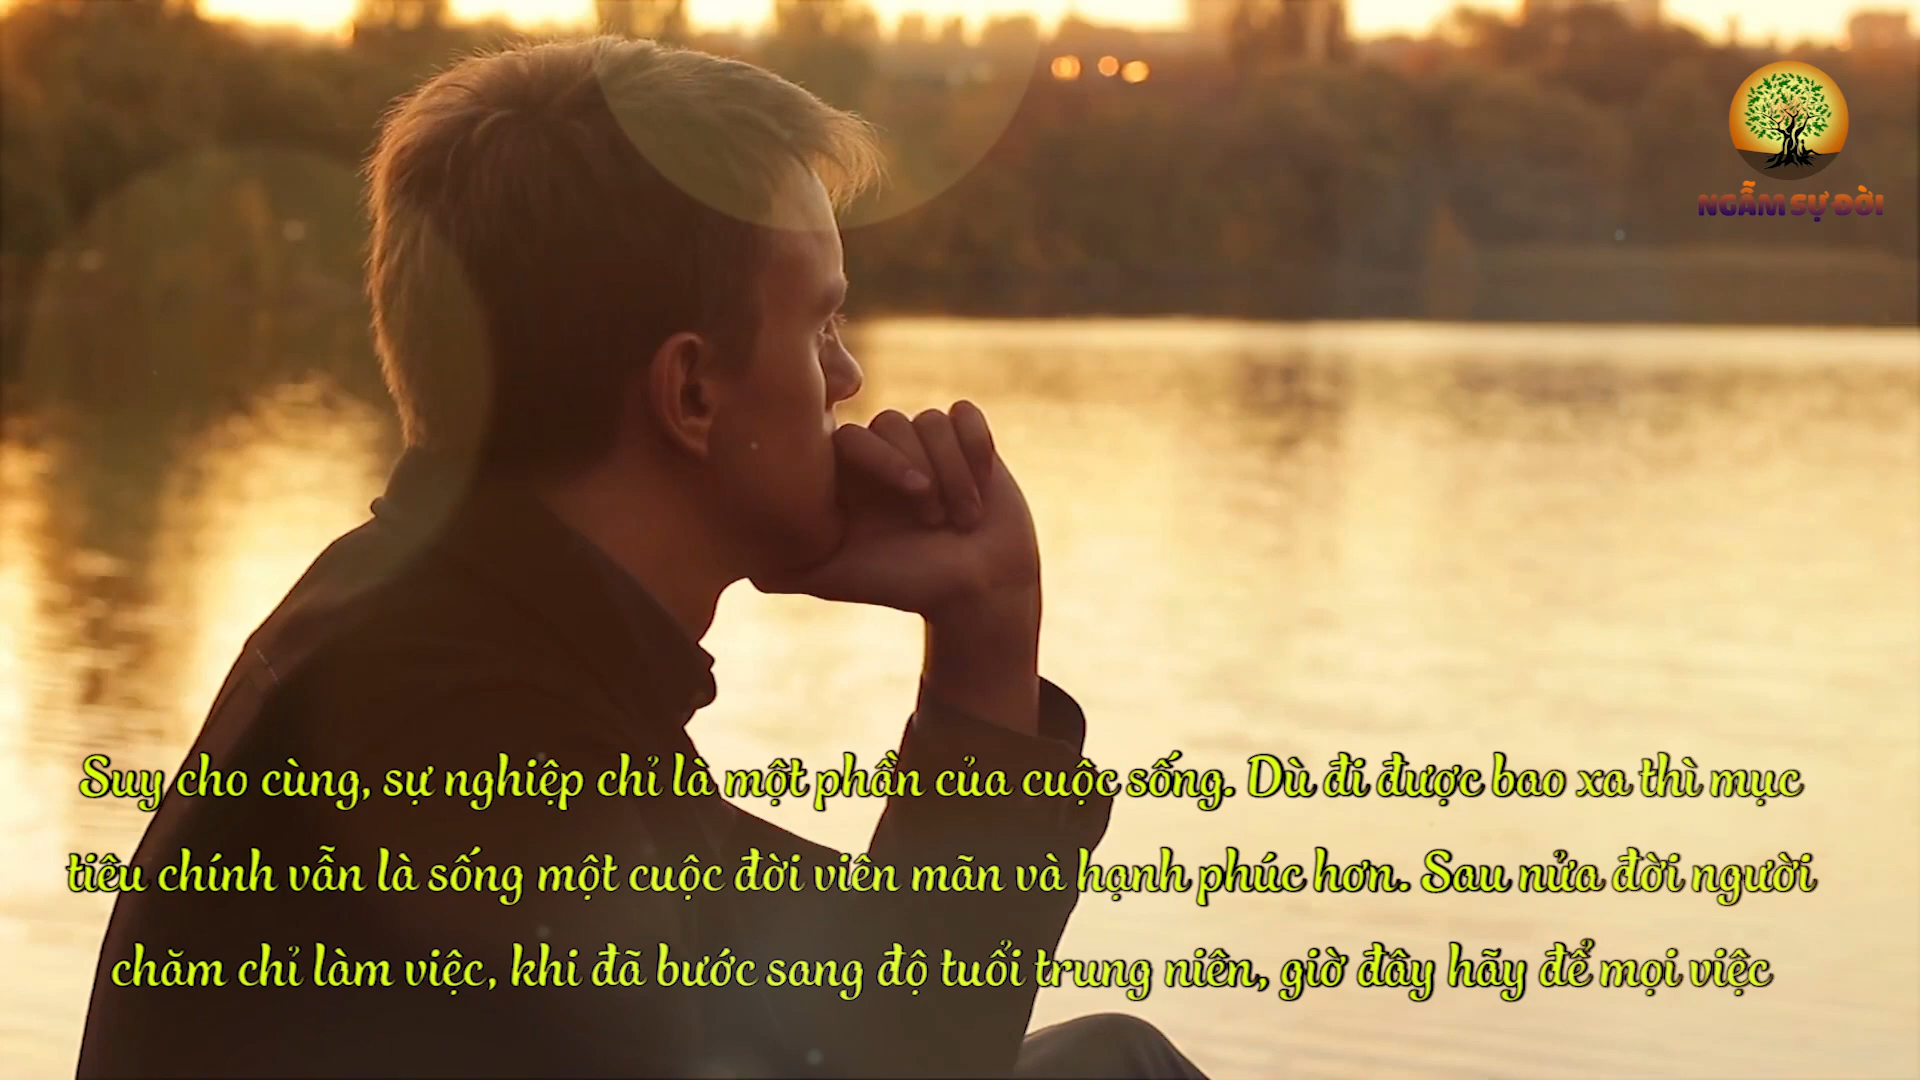 NGẪM SỰ ĐỜI
Suy cho cùng, sự nghiệp chỉ là một phần của cuộc sống. Dù đi được bao xa thì mục
tiêu chính vẫn là sống một cuộc đời viên mãn và hạnh phúc hơn. Sau nửa đời người
chăm chỉ làm việc, khi đã bước sang độ tuổi trung niên, giờ đây hãy để mọi việc